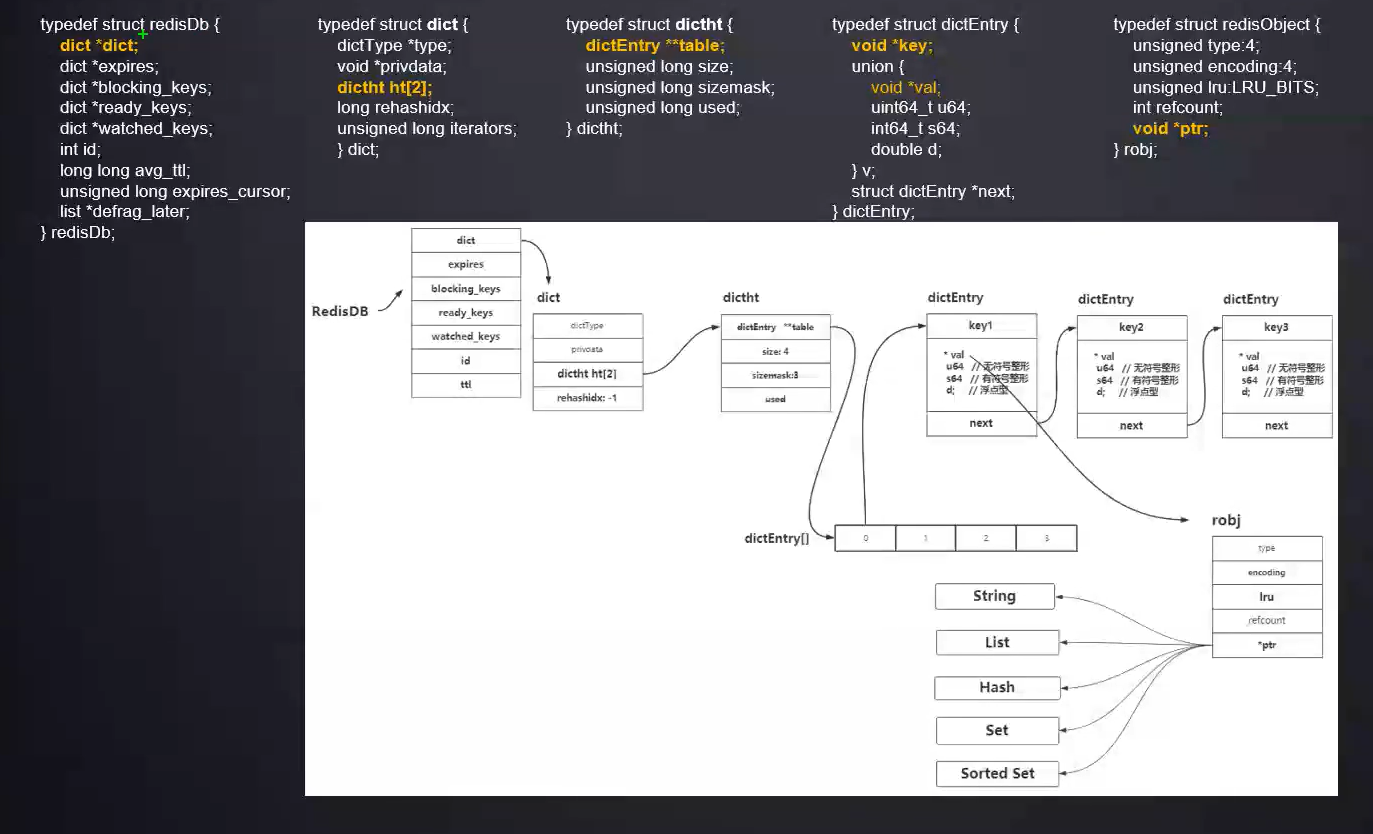 typedef struct redisDb {
dict *dict;
dict *expires;
dict *blocking_keys;
dict *ready_keys;
dict *watched_keys;
int id;
long long avg_ttl;
unsigned long expires_cursor;
list *defrag_later;
} redisDb;
typedef struct dict {
dictType *type;
void *privdata;
dictht ht[2];
long rehashidx;
unsigned long iterators;
} dict;
typedef struct dictht {
dictEntry **table;
unsigned long size;
unsigned long sizemask;
unsigned long used;
} dictht;
typedef struct dictEntry {
void *key;
union {
void *val;
uint64_t u64;
int64_t s64;
double d;
} v;
struct dictEntry *next;
} dictEntry;
typedef struct redisObject {
unsigned type:4;
unsigned encoding:4;
unsigned lru:LRU_BITS;
int refcount;
void *ptr;
} robj;
RedisDB
dict
expires
blocking_keys
ready_keys
watched_keys
id
ttl
dict
dictType
privdata
dictht ht[2]
rehashidx: -1
dictht
dictEntry **table
size: 4
sizemask:3
used
dictEntry
key1
* val
u64 // 无符号整形
s64 // 有符号整形
d; // 浮点型
next
dictEntry
key2
* val
u64 // 无符号整形
s64 // 有符号整形
d; // 浮点型
next
dictEntry
key3
* val
u64 // 无符号整形
s64 // 有符号整形
d; // 浮点型
next
dictEntry[]
0
1
2
3
robj
type
encoding
lru
refcount
*ptr
String
List
Hash
Set
Sorted Set